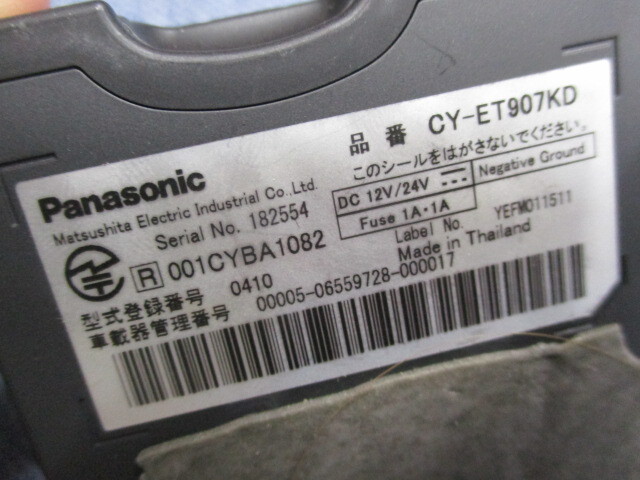 Panasonic
Matsushita Electric Industrial Co.,Ltd.
Serial No. 182554
R 001CYBA1082
型式登録番号 0410
車載器管理番号 00005-06559728-000017
品番 CY-ET907KD
このシールをはがさないでください。
DC 12V/24V
Negative Ground
Fuse 1A・1A
Label No. YEFM011511
Made in Thailand